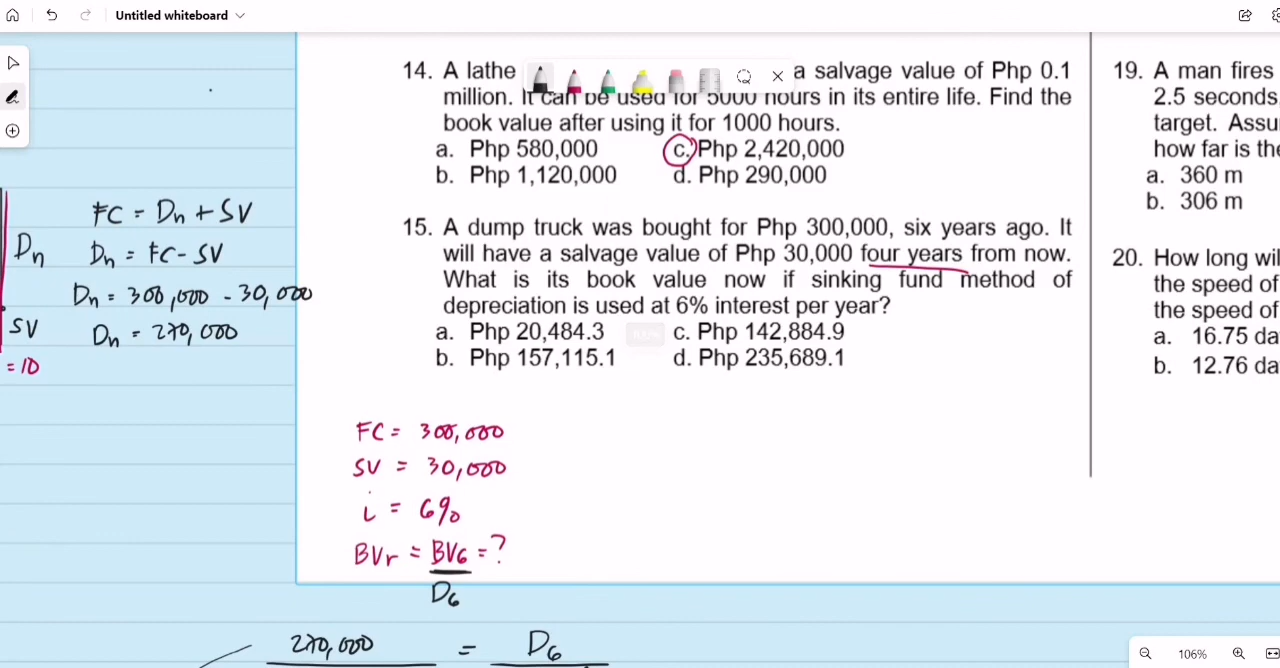 Untitled whiteboard
14. A lathe a salvage value of Php 0.1
million. It can be used for 5000 hours in its entire life. Find the
book value after using it for 1000 hours.
a. Php 580,000 c. Php 2,420,000
b. Php 1,120,000 d. Php 290,000
15. A dump truck was bought for Php 300,000, six years ago. It
will have a salvage value of Php 30,000 four years from now.
What is its book value now if sinking fund method of
depreciation is used at 6% interest per year?
a. Php 20,484.3 c. Php 142,884.9
b. Php 157,115.1 d. Php 235,689.1
FC = Dn + SV
Dn Dn = FC - SV
Dn = 300,000 - 30,000
SV Dn = 270,000
= 10
FC = 300,000
SV = 30,000
i = 6%
BVr = BV6 = ?
D6
270,000 = D6
19. A man fires
2.5 seconds
target. Assu
how far is the
a. 360 m
b. 306 m
20. How long wil
the speed of
the speed of
a. 16.75 da
b. 12.76 da
106%